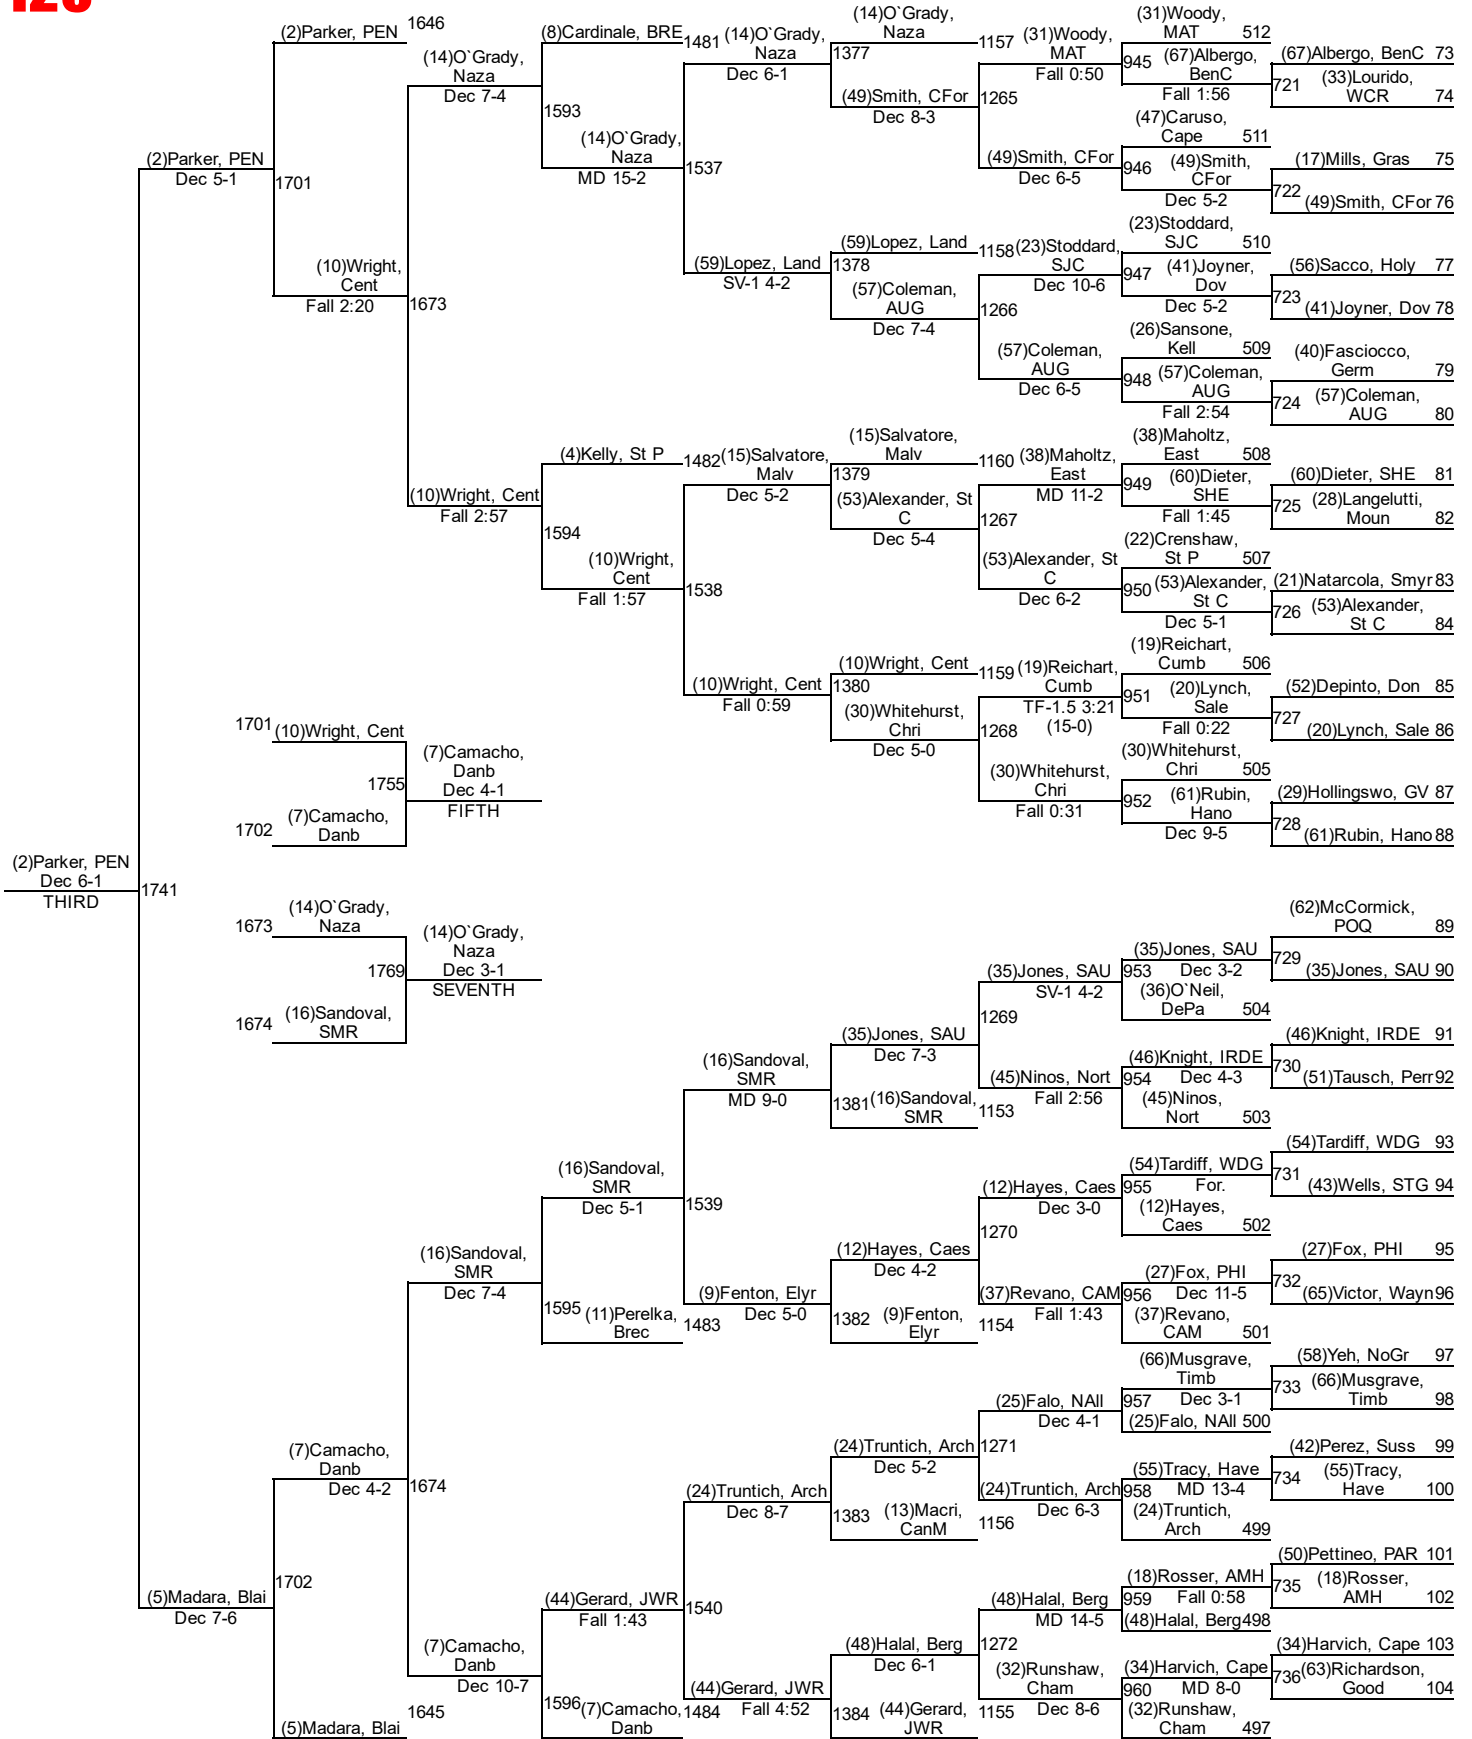 (2)Parker, PEN
1646
(14)O`Grady,
Naza
Dec 7-4
(2)Parker, PEN
Dec 5-1
1701
(10)Wright,
Cent
Fall 2:20
1673
(10)Wright, Cent
Fall 2:57
(8)Cardinale, BRE
1481
1593
(14)O`Grady,
Naza
MD 15-2
(4)Kelly, St P
1482
1594
(10)Wright,
Cent
Fall 1:57
(14)O`Grady,
Naza
Dec 6-1
1537
(59)Lopez, Land
SV-1 4-2
(15)Salvatore,
Malv
Dec 5-2
1538
(10)Wright, Cent
Fall 0:59
(14)O`Grady,
Naza
1157
1377
(49)Smith, CFor
Dec 8-3
(59)Lopez, Land
1158
1378
(57)Coleman,
AUG
Dec 7-4
(15)Salvatore,
Malv
1160
1379
(53)Alexander, St
C
Dec 5-4
(10)Wright, Cent
1159
1380
(30)Whitehurst,
Chri
Dec 5-0
(31)Woody,
MAT
Fall 0:50
1265
(49)Smith, CFor
Dec 6-5
(23)Stoddard,
SJC
Dec 10-6
1266
(57)Coleman,
AUG
Dec 6-5
(38)Maholtz,
East
MD 11-2
1267
(53)Alexander, St
C
Dec 6-2
(19)Reichart,
Cumb
TF-1.5 3:21
(15-0)
1268
(30)Whitehurst,
Chri
Fall 0:31
(31)Woody,
MAT 512
945 (67)Albergo,
BenC
Fall 1:56
(47)Caruso,
Cape 511
946 (49)Smith,
CFor
Dec 5-2
(23)Stoddard,
SJC 510
947 (41)Joyner,
Dov
Dec 5-2
(26)Sansone,
Kell 509
948 (57)Coleman,
AUG
Fall 2:54
(38)Maholtz,
East 508
949 (60)Dieter,
SHE
Fall 1:45
(22)Crenshaw,
St P 507
950 (53)Alexander,
St C
Dec 5-1
(19)Reichart,
Cumb 506
951 (20)Lynch,
Sale
Fall 0:22
(30)Whitehurst,
Chri 505
952 (61)Rubin,
Hano
Dec 9-5
(67)Albergo, BenC 73
721 (33)Lourido,
WCR 74
(17)Mills, Gras 75
722
(49)Smith, CFor 76
(56)Sacco, Holy 77
723
(41)Joyner, Dov 78
(40)Fasciocco,
Germ 79
724 (57)Coleman,
AUG 80
(60)Dieter, SHE 81
725 (28)Langelutti,
Moun 82
(21)Natarcola, Smyr 83
726 (53)Alexander,
St C 84
(52)Depinto, Don 85
727
(20)Lynch, Sale 86
(29)Hollingswo, GV 87
728
(61)Rubin, Hano 88
1701 (10)Wright, Cent
1755
(7)Camacho,
Danb
Dec 4-1
FIFTH
1702 (7)Camacho,
Danb
(2)Parker, PEN
Dec 6-1
THIRD
1741
1673 (14)O`Grady,
Naza
1769
(14)O`Grady,
Naza
Dec 3-1
SEVENTH
1674 (16)Sandoval,
SMR
(62)McCormick,
POQ 89
729
(35)Jones, SAU 90
(46)Knight, IRDE 91
730
(51)Tausch, Perr 92
(54)Tardiff, WDG 93
731
(43)Wells, STG 94
(27)Fox, PHI 95
732
(65)Victor, Wayn 96
(58)Yeh, NoGr 97
733 (66)Musgrave,
Timb 98
(42)Perez, Suss 99
734 (55)Tracy,
Have 100
(50)Pettineo, PAR 101
735 (18)Rosser,
AMH 102
(34)Harvich, Cape 103
736 (63)Richardson,
Good 104
(35)Jones, SAU
953 Dec 3-2
(36)O`Neil,
DePa 504
(46)Knight, IRDE
954 Dec 4-3
(45)Ninos,
Nort 503
(54)Tardiff, WDG
955 For.
(12)Hayes,
Caes 502
(27)Fox, PHI
956 Dec 11-5
(37)Revano,
CAM 501
(66)Musgrave,
Timb
957 Dec 3-1
(25)Falo, NAll 500
(55)Tracy, Have
958 MD 13-4
(24)Truntich,
Arch 499
(18)Rosser, AMH
959 Fall 0:58
(48)Halal, Berg 498
(34)Harvich, Cape
960 MD 8-0
(32)Runshaw,
Cham 497
(35)Jones, SAU
SV-1 4-2
1269
(45)Ninos, Nort
Fall 2:56
(12)Hayes, Caes
Dec 3-0
1270
(37)Revano, CAM
Fall 1:43
(25)Falo, NAll
Dec 4-1
1271
(24)Truntich, Arch
Dec 6-3
(48)Halal, Berg
MD 14-5
1272
(32)Runshaw,
Cham
Dec 8-6
(35)Jones, SAU
Dec 7-3
1381 (16)Sandoval,
SMR
1153
(12)Hayes, Caes
Dec 4-2
1382 (9)Fenton,
Elyr
1154
(24)Truntich, Arch
Dec 5-2
1383 (13)Macri,
CanM
1156
(48)Halal, Berg
Dec 6-1
1384 (44)Gerard,
JWR
1155
(16)Sandoval,
SMR
MD 9-0
1539
(9)Fenton, Elyr
Dec 5-0
(24)Truntich, Arch
Dec 8-7
1540
(44)Gerard, JWR
Fall 4:52
(16)Sandoval,
SMR
Dec 5-1
1595 (11)Perelka,
Brec
1483
(44)Gerard, JWR
Fall 1:43
1596 (7)Camacho,
Danb
1484
(16)Sandoval,
SMR
Dec 7-4
1674
(7)Camacho,
Danb
Dec 10-7
(7)Camacho,
Danb
Dec 4-2
1702
(5)Madara, Blai
1645
(5)Madara, Blai
Dec 7-6